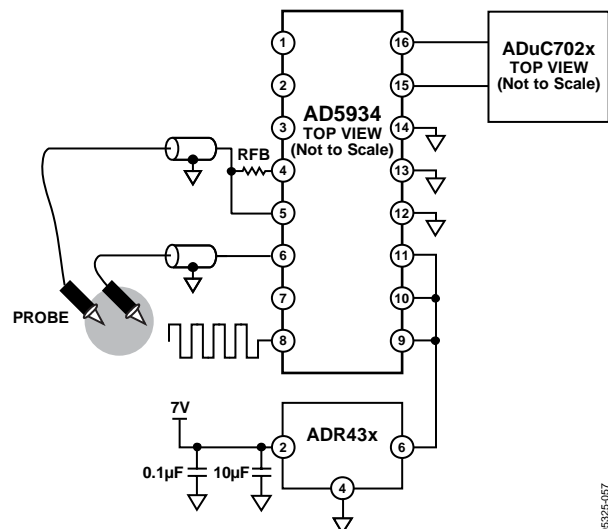 1
2
3
4
5
6
7
8
16
15
14
13
12
11
10
9
AD5934
TOP VIEW
(Not to Scale)
ADuC702x
TOP VIEW
(Not to Scale)
RFB
PROBE
7V
0.1µF
10µF
2
ADR43x
6
4
05325-057